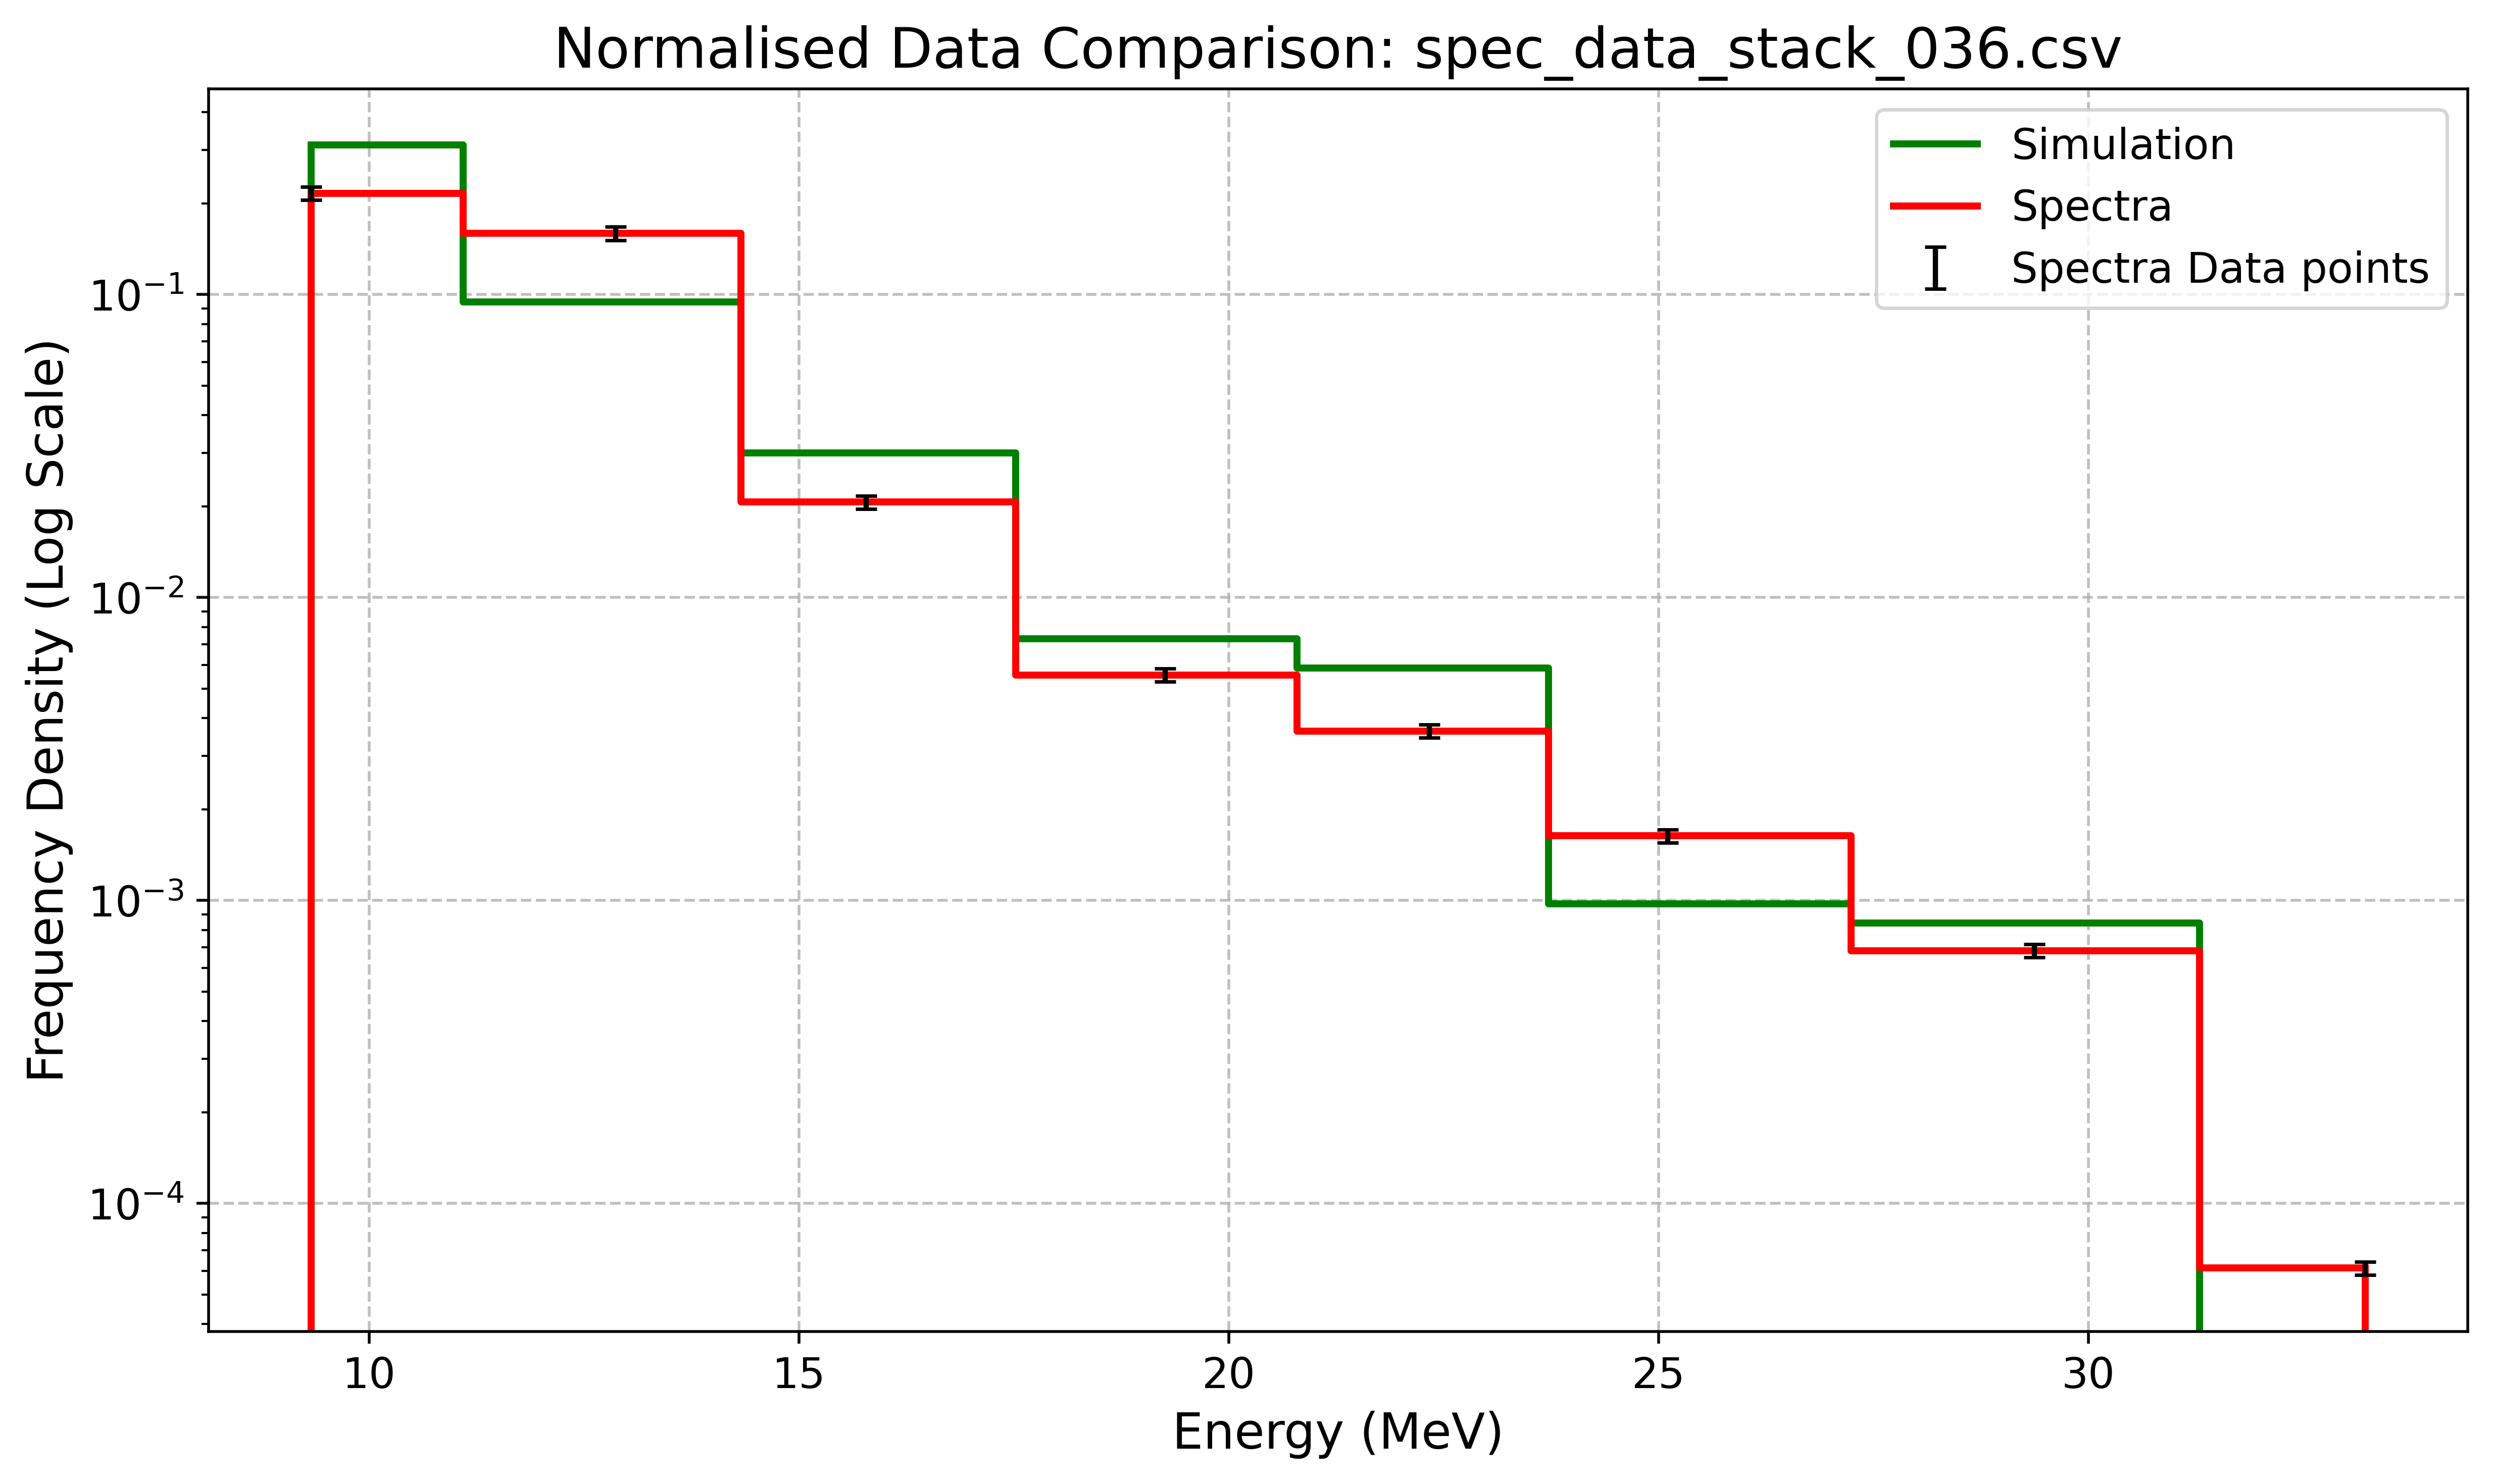 Normalised Data Comparison: spec_data_stack_036.csv
Simulation
Spectra
Spectra Data points
Frequency Density (Log Scale)
10⁻¹
10⁻²
10⁻³
10⁻⁴
10 15 20 25 30
Energy (MeV)